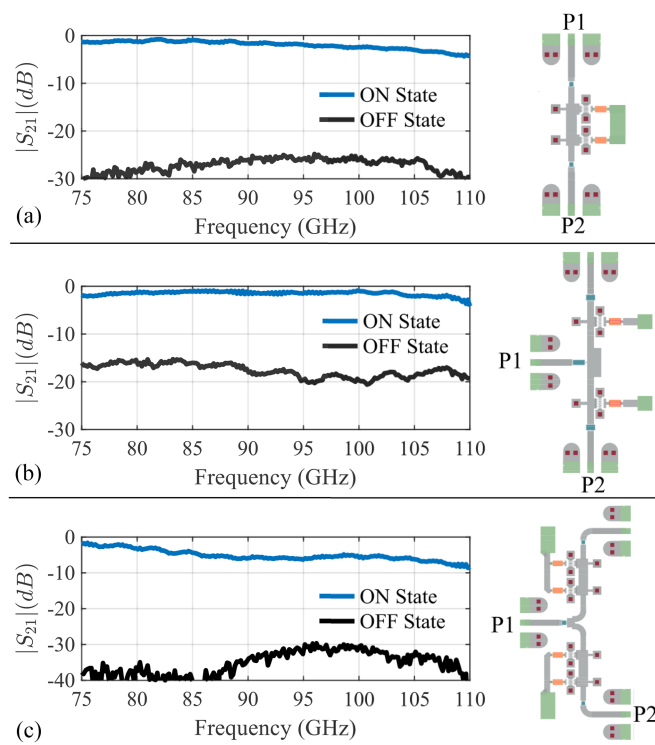 0
-10
-20
-30
|S21|(dB)
ON State
OFF State
75 80 85 90 95 100 105 110
Frequency (GHz)
(a)
P1
P2
0
-10
-20
-30
|S21|(dB)
ON State
OFF State
75 80 85 90 95 100 105 110
Frequency (GHz)
(b)
P1
P2
0
-10
-20
-30
-40
|S21|(dB)
ON State
OFF State
75 80 85 90 95 100 105 110
Frequency (GHz)
(c)
P1
P2